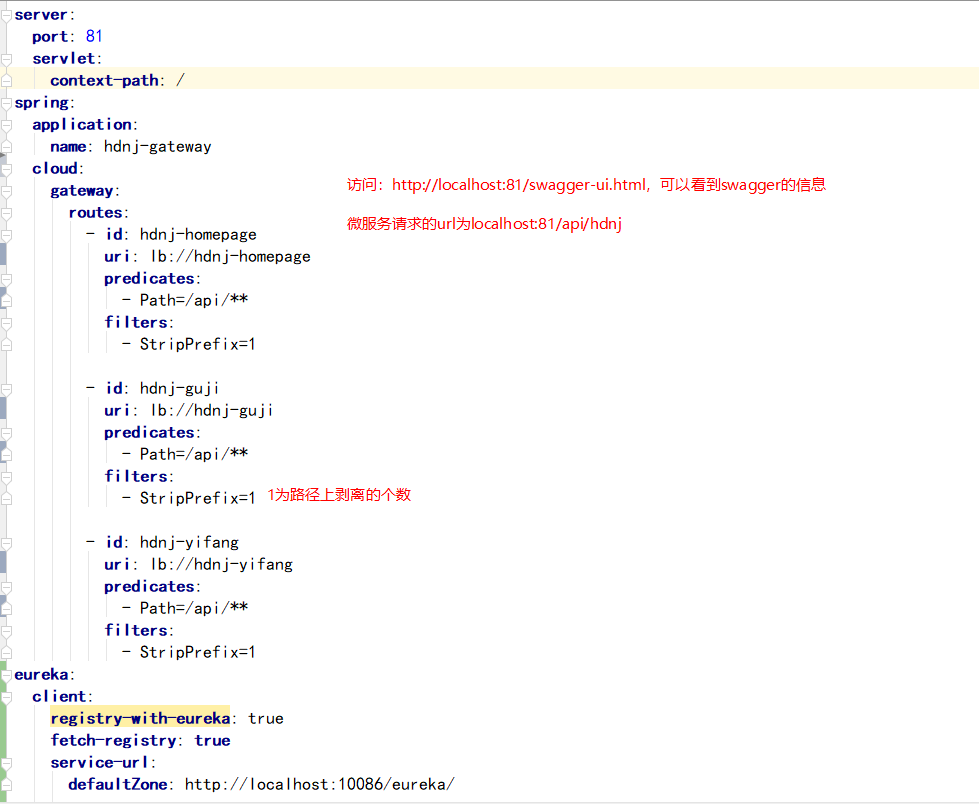 server:
port: 81
servlet:
context-path: /
spring:
application:
name: hdnj-gateway
cloud:
gateway:
访问：http://localhost:81/swagger-ui.html，可以看到swagger的信息
routes:
微服务请求的url为localhost:81/api/hdnj
- id: hdnj-homepage
uri: lb://hdnj-homepage
predicates:
- Path=/api/**
filters:
- StripPrefix=1
- id: hdnj-guji
uri: lb://hdnj-guji
predicates:
- Path=/api/**
filters:
- StripPrefix=1 1为路径上剥离的个数
- id: hdnj-yifang
uri: lb://hdnj-yifang
predicates:
- Path=/api/**
filters:
- StripPrefix=1
eureka:
client:
registry-with-eureka: true
fetch-registry: true
service-url:
defaultZone: http://localhost:10086/eureka/